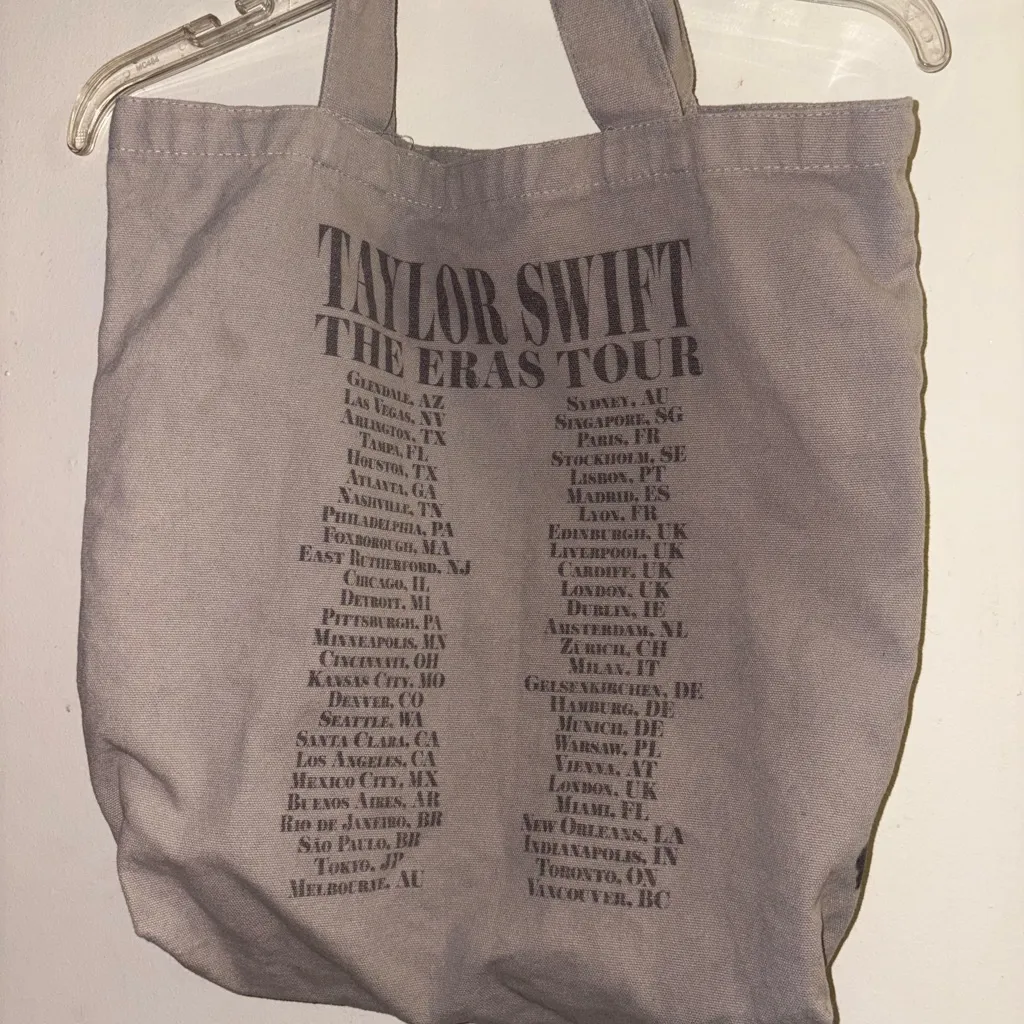 TAYLOR SWIFT
THE ERAS TOUR
GLENDALE, AZ
LAS VEGAS, NV
ARLINGTON, TX
TAMPA, FL
HOUSTON, TX
ATLANTA, GA
NASHVILLE, TN
PHILADELPHIA, PA
FOXBOROUGH, MA
EAST RUTHERFORD, NJ
CHICAGO, IL
DETROIT, MI
PITTSBURGH, PA
MINNEAPOLIS, MN
CINCINNATI, OH
KANSAS CITY, MO
DENVER, CO
SEATTLE, WA
SANTA CLARA, CA
LOS ANGELES, CA
MEXICO CITY, MX
BUENOS AIRES, AR
RIO DE JANEIRO, BR
SÃO PAULO, BR
TOKYO, JP
MELBOURNE, AU
SYDNEY, AU
SINGAPORE, SG
PARIS, FR
STOCKHOLM, SE
LISBON, PT
MADRID, ES
LYON, FR
EDINBURGH, UK
LIVERPOOL, UK
CARDIFF, UK
LONDON, UK
DUBLIN, IE
AMSTERDAM, NL
ZÜRICH, CH
MILAN, IT
GELSENKIRCHEN, DE
HAMBURG, DE
MUNICH, DE
WARSAW, PL
VIENNA, AT
LONDON, UK
MIAMI, FL
NEW ORLEANS, LA
INDIANAPOLIS, IN
TORONTO, ON
VANCOUVER, BC